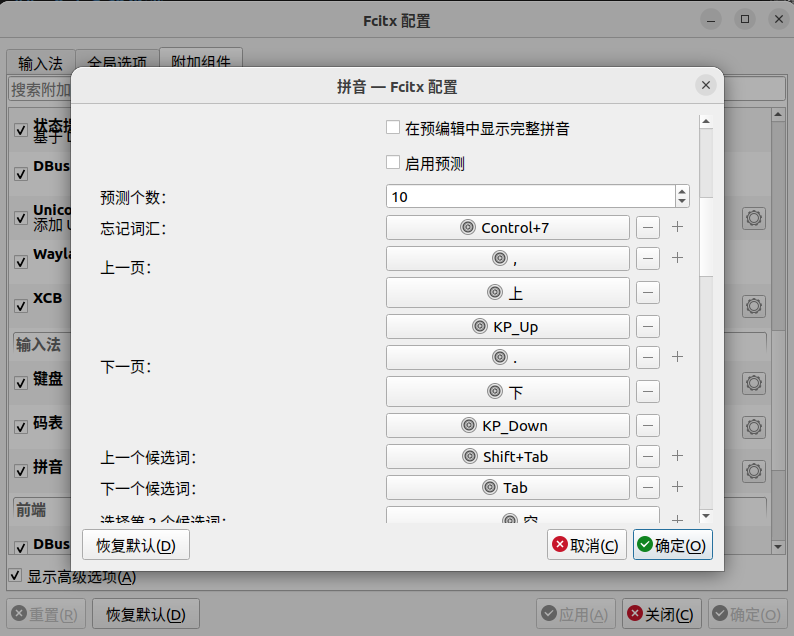 Fcitx 配置
输入法 全局选项 附加组件
搜索附加
拼音 — Fcitx 配置
在预编辑中显示完整拼音
启用预测
预测个数: 10
忘记词汇: Control+7
上一页: ,
上
KP_Up
下一页: .
下
KP_Down
上一个候选词: Shift+Tab
下一个候选词: Tab
选择第 2 个候选词: 空
恢复默认(D) 取消(C) 确定(O)
状态
基于
DBus
Unico
添加
Wayla
XCB
输入法
键盘
码表
拼音
前端
DBus
显示高级选项(A)
重置(R) 恢复默认(D) 应用(A) 关闭(C) 确定(O)